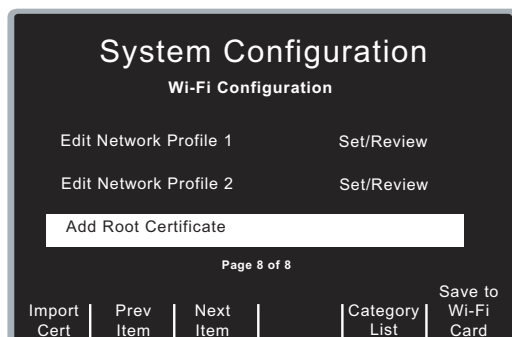 System Configuration
Wi-Fi Configuration
Edit Network Profile 1 Set/Review
Edit Network Profile 2 Set/Review
Add Root Certificate
Page 8 of 8
Import Cert
Prev Item
Next Item
Category List
Save to Wi-Fi Card